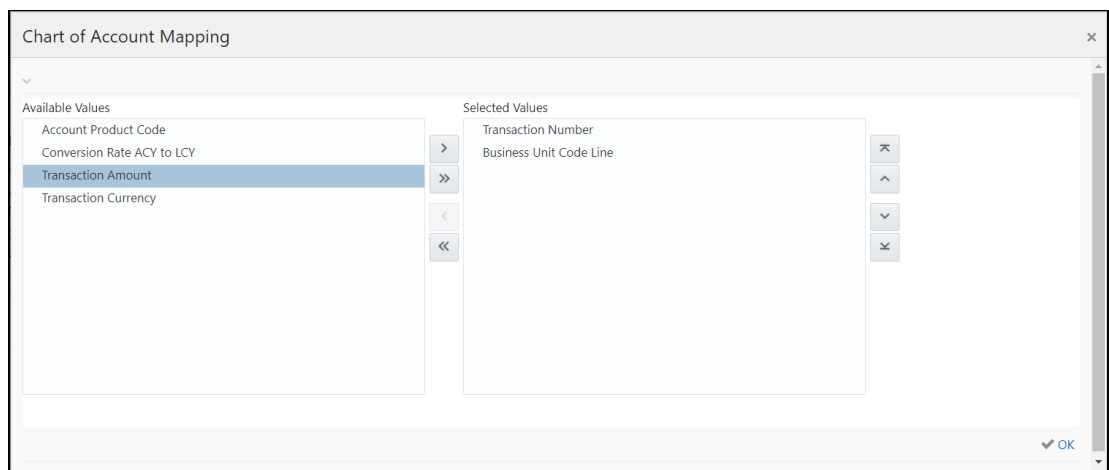 Chart of Account Mapping
Available Values
Selected Values
Account Product Code
Conversion Rate ACY to LCY
Transaction Amount
Transaction Currency
Transaction Number
Business Unit Code Line
OK